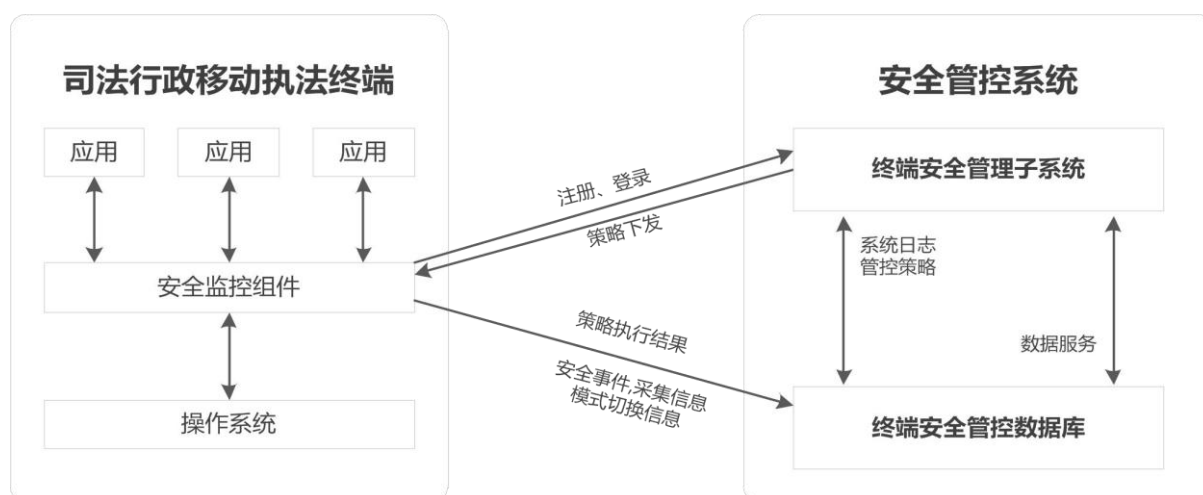 司法行政移动执法终端
应用
应用
应用
安全监控组件
操作系统
注册、登录
策略下发
策略执行结果
安全事件,采集信息
模式切换信息
安全管控系统
终端安全管理子系统
系统日志
管控策略
数据服务
终端安全管控数据库